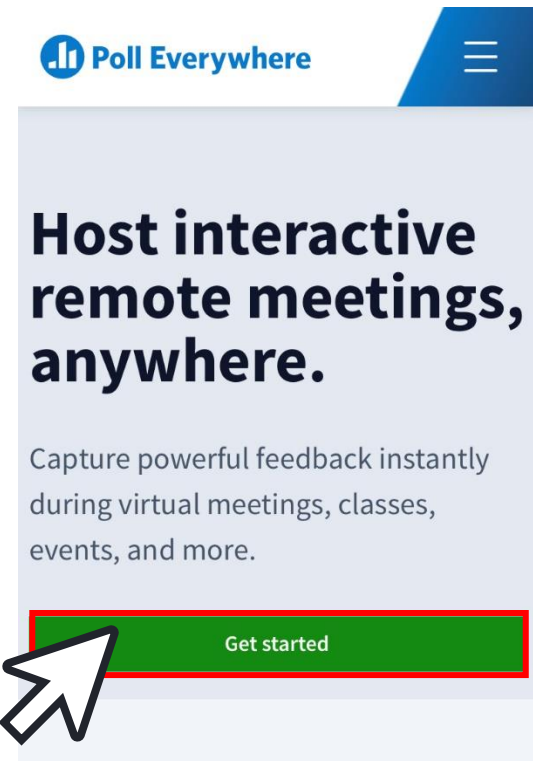 Poll Everywhere
Host interactive
remote meetings,
anywhere.
Capture powerful feedback instantly
during virtual meetings, classes,
events, and more.
Get started